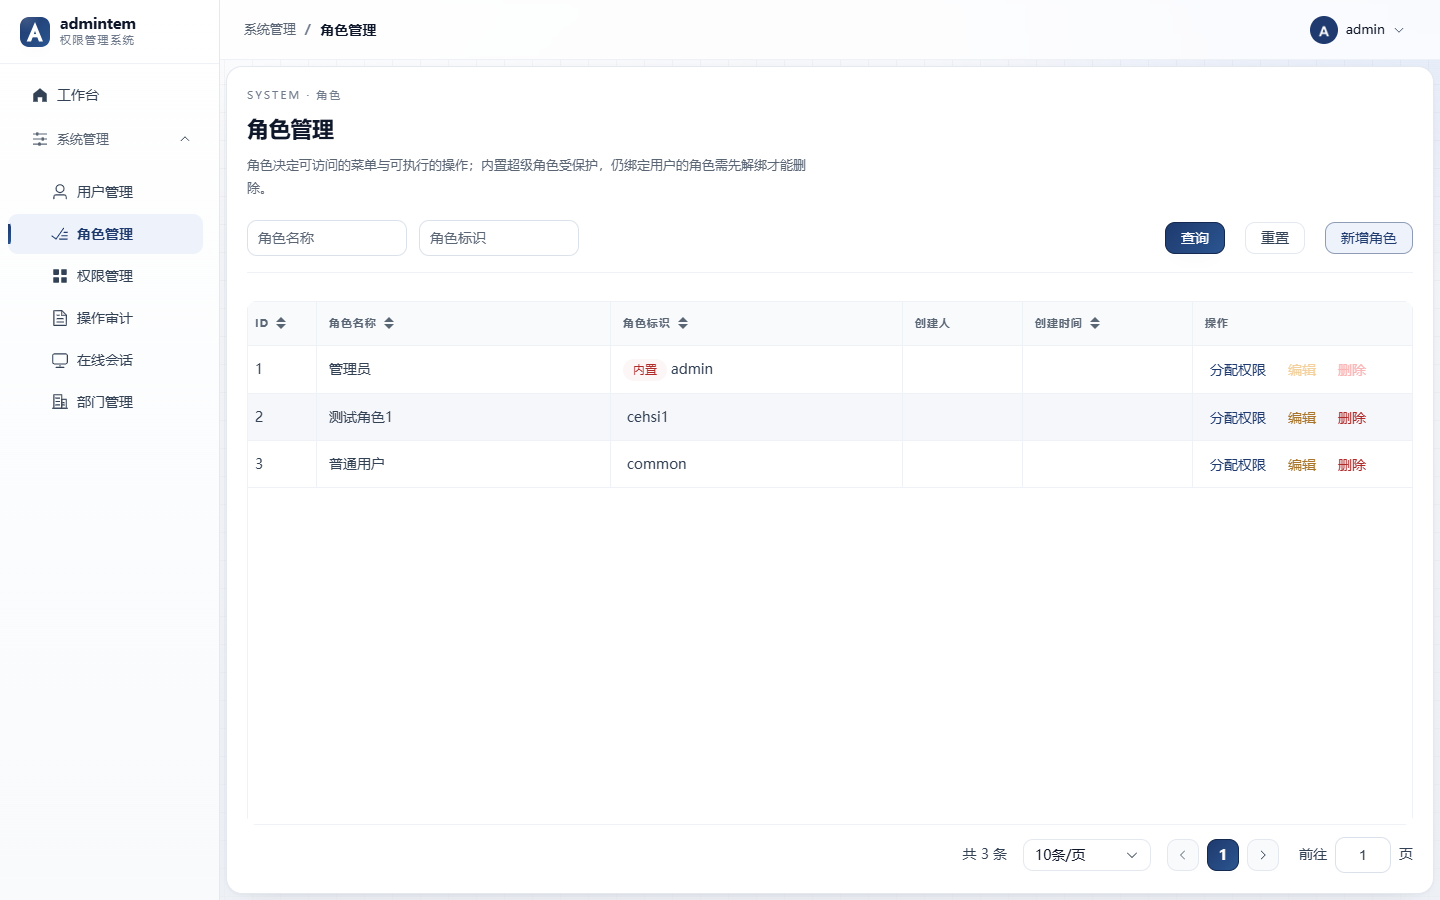 admintem
权限管理系统
系统管理 / 角色管理
A admin
工作台
系统管理
用户管理
角色管理
权限管理
操作审计
在线会话
部门管理
SYSTEM · 角色
角色管理
角色决定可访问的菜单与可执行的操作；内置超级角色受保护，仍绑定用户的角色需先解绑才能删
除。
角色名称 角色标识 查询 重置 新增角色
ID 角色名称 角色标识 创建人 创建时间 操作
1 管理员 内置 admin 分配权限 编辑 删除
2 测试角色1 cehsi1 分配权限 编辑 删除
3 普通用户 common 分配权限 编辑 删除
共 3 条 10条/页 1 前往 1 页